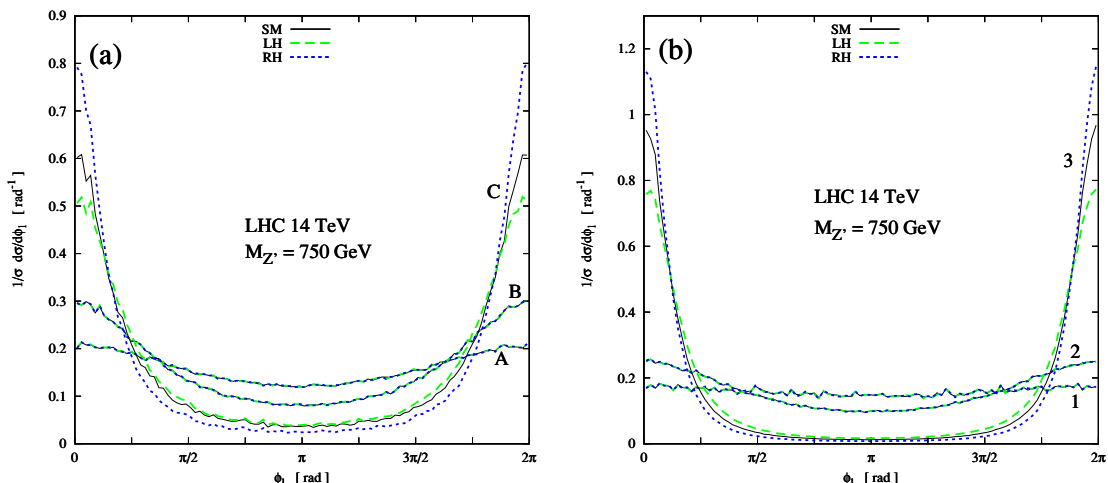 (a)
SM
LH
RH
0.9
0.8
0.7
0.6
0.5
0.4
0.3
0.2
0.1
0
1/σ dσ/dϕl [ rad⁻¹ ]
LHC 14 TeV
MZ' = 750 GeV
C
B
A
0 π/2 π 3π/2 2π
ϕl [ rad ]
(b)
SM
LH
RH
1.2
1
0.8
0.6
0.4
0.2
0
1/σ dσ/dϕl [ rad⁻¹ ]
LHC 14 TeV
MZ' = 750 GeV
3
2
1
0 π/2 π 3π/2 2π
ϕl [ rad ]